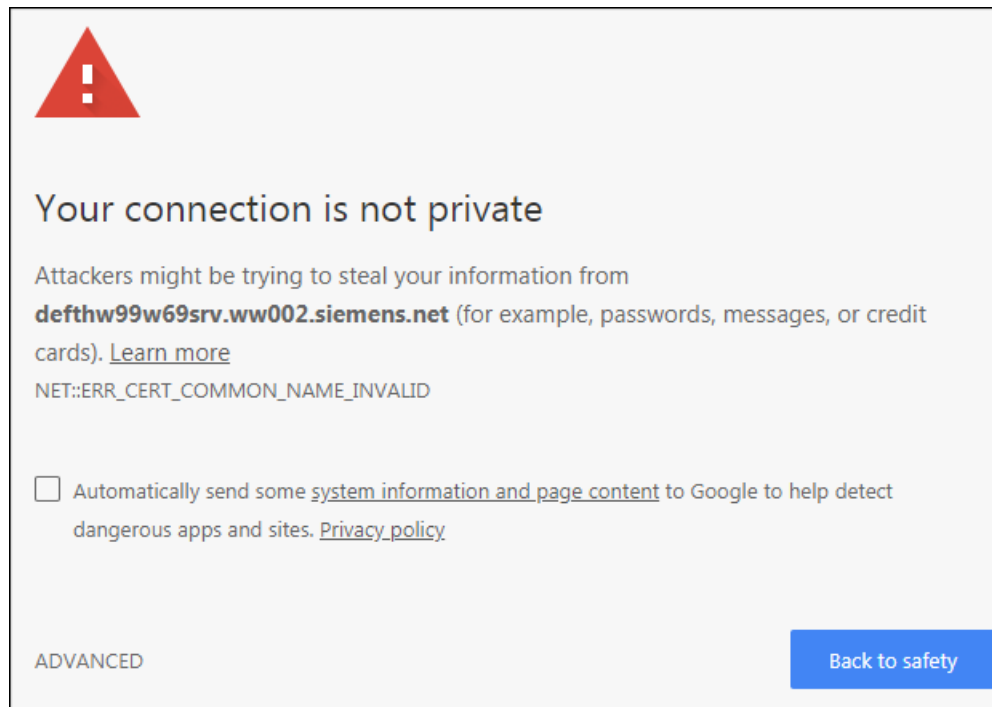 Your connection is not private
Attackers might be trying to steal your information from
defthw99w69srv.ww002.siemens.net (for example, passwords, messages, or credit
cards). Learn more
NET::ERR_CERT_COMMON_NAME_INVALID
Automatically send some system information and page content to Google to help detect
dangerous apps and sites. Privacy policy
ADVANCED
Back to safety